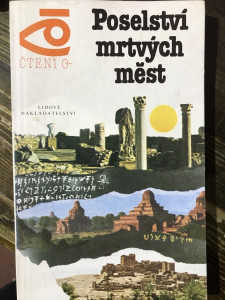 ČTENÍ O-
Poselství
mrtvých
měst
LIDOVÉ
NAKLADATELSTVÍ